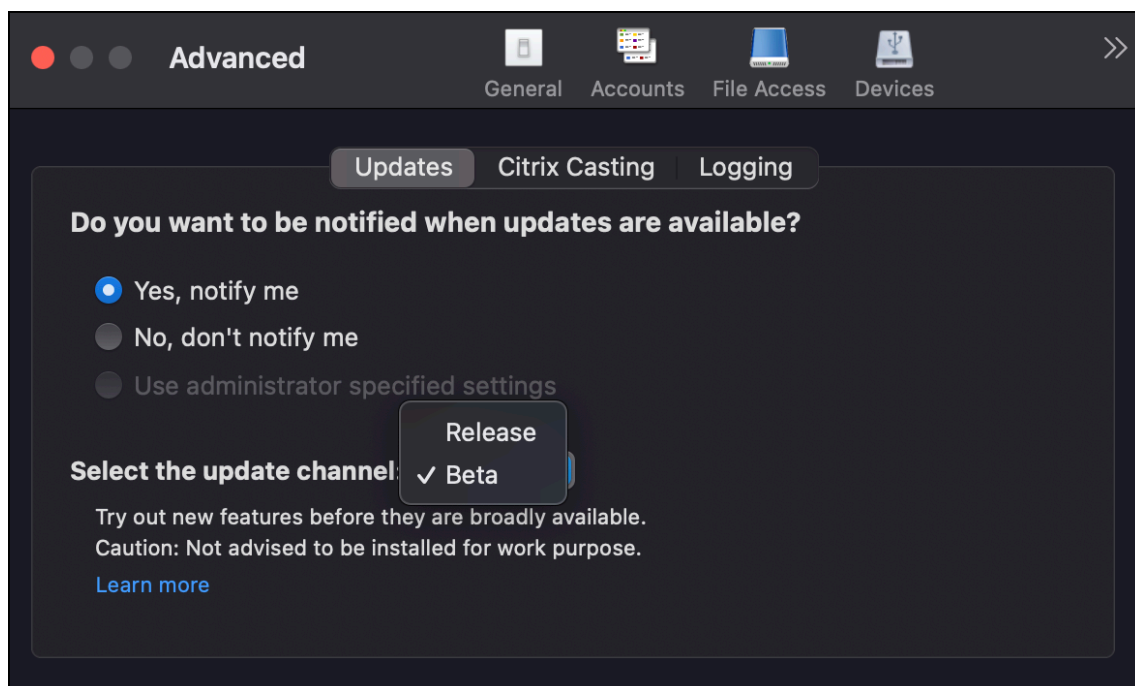 Advanced
General Accounts File Access Devices
Updates Citrix Casting Logging
Do you want to be notified when updates are available?
Yes, notify me
No, don't notify me
Use administrator specified settings
Release
Select the update channel:
Beta
Try out new features before they are broadly available.
Caution: Not advised to be installed for work purpose.
Learn more